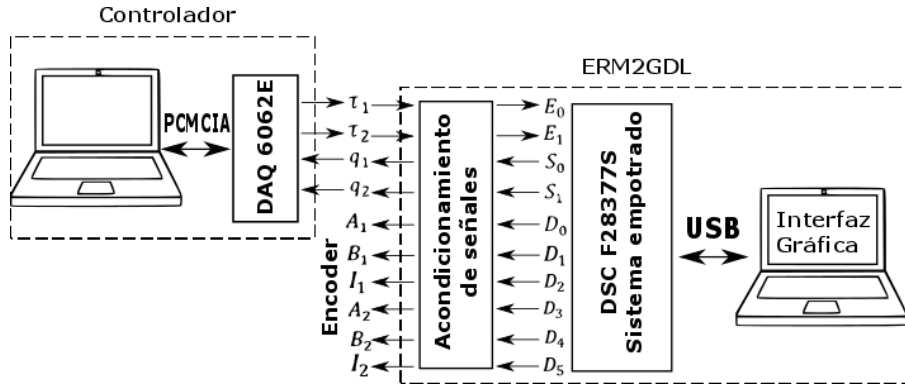 Controlador
ERM2GDL
PCMCIA
DAQ 6062E
τ1
τ2
q1
q2
A1
B1
I1
A2
B2
I2
Encoder
Acondicionamiento
de señales
E0
E1
S0
S1
D0
D1
D2
D3
D4
D5
DSC F28377S
Sistema empotrado
USB
Interfaz
Gráfica